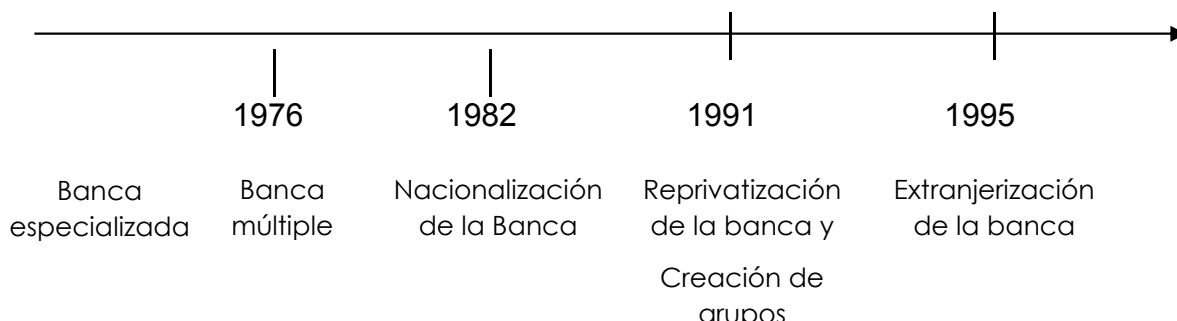 1976
1982
1991
1995
Banca
especializada
Banca
múltiple
Nacionalización
de la Banca
Reprivatización
de la banca y
Creación de
grupos
Extranjerización
de la banca